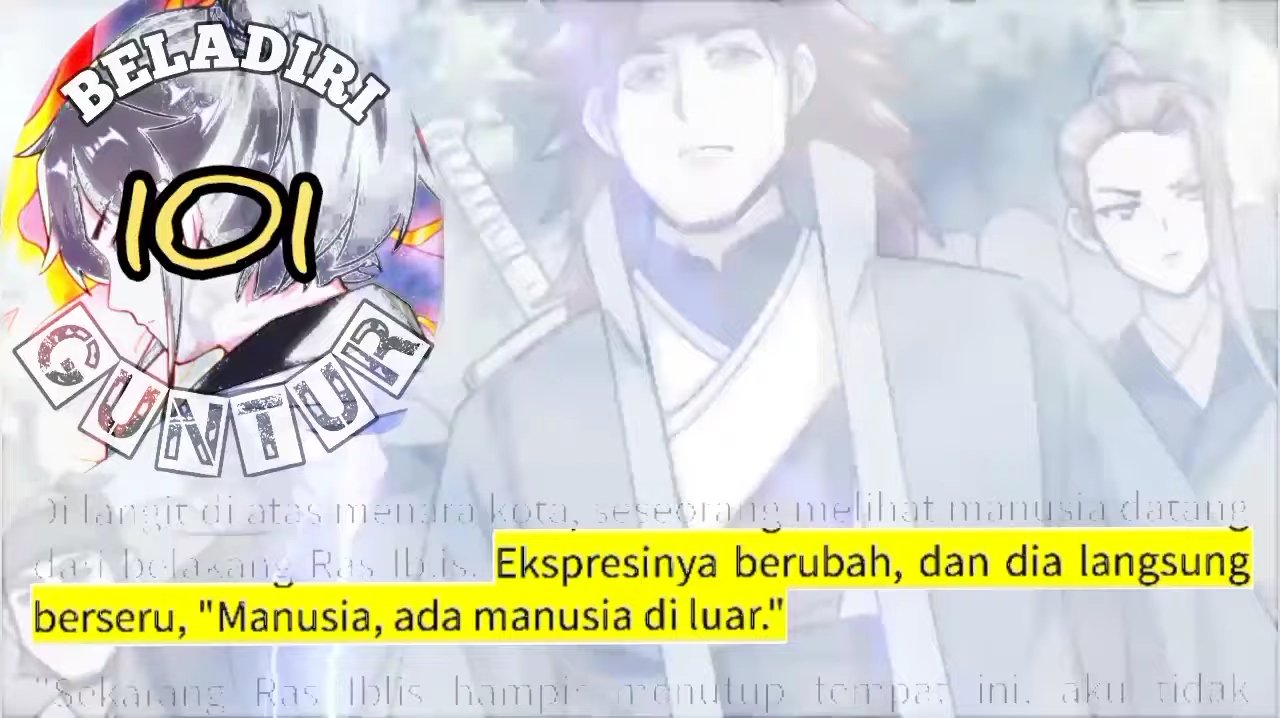 BELADIRI
101
GUNTUR
Di langit di atas menara kota, seseorang melihat manusia datang
dari belakang Ras Iblis. Ekspresinya berubah, dan dia langsung
berseru, "Manusia, ada manusia di luar."
"Sekarang Ras Iblis hampir menutup tempat ini, aku tidak